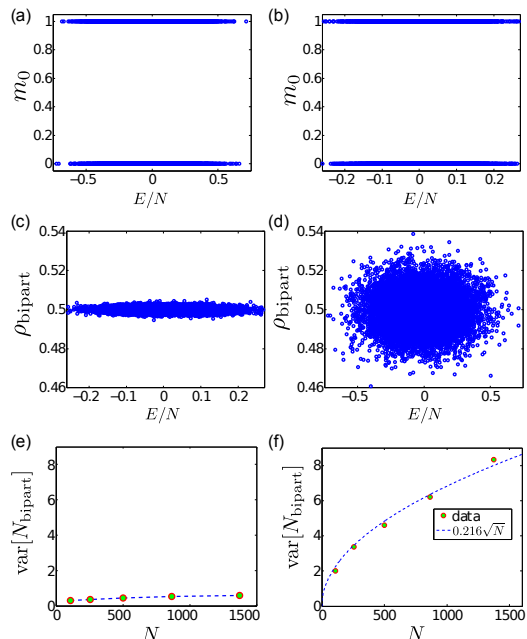 (a)
(b)
1
0.8
0.6
0.4
0.2
0
m₀
−0.5 0 0.5
E/N
1
0.8
0.6
0.4
0.2
0
m₀
−0.2 −0.1 0 0.1 0.2
E/N
(c)
(d)
0.54
0.52
0.5
0.48
0.46
ρbipart
−0.2 −0.1 0 0.1 0.2
E/N
0.54
0.52
0.5
0.48
0.46
ρbipart
−0.5 0 0.5
E/N
(e)
(f)
8
6
4
2
0
var[Nbipart]
0 500 1000 1500
N
8
6
4
2
0
var[Nbipart]
data
0.216√N
0 500 1000 1500
N